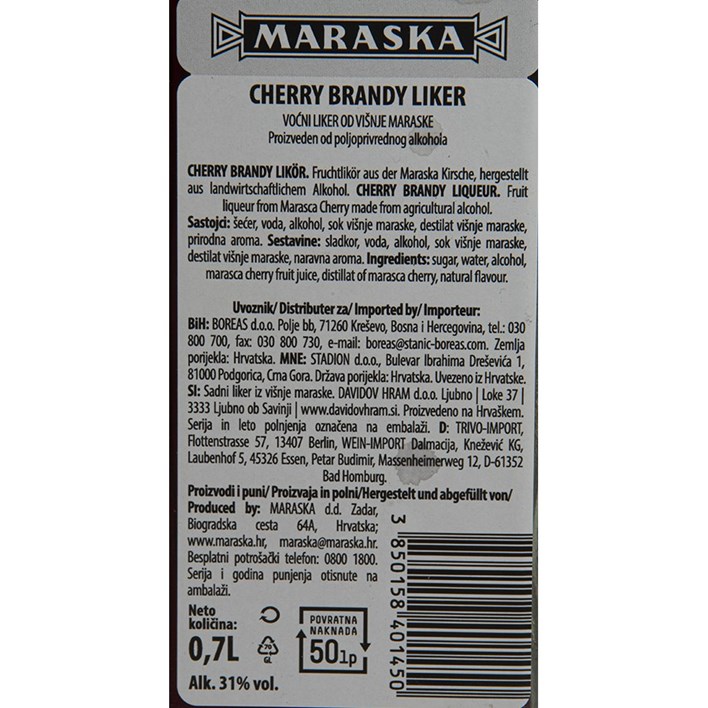 MARASKA
CHERRY BRANDY LIKER
VOĆNI LIKER OD VIŠNJE MARASKE
Proizveden od poljoprivrednog alkohola
CHERRY BRANDY LIKÖR. Fruchtlikör aus der Maraska Kirsche, hergestellt
aus landwirtschaftlichem Alkohol. CHERRY BRANDY LIQUEUR. Fruit
liqueur from Marasca Cherry made from agricultural alcohol.
Sastojci: šećer, voda, alkohol, sok višnje maraske, destilat višnje maraske,
prirodna aroma. Sestavine: sladkor, voda, alkohol, sok višnje maraske,
destilat višnje maraske, naravna aroma. Ingredients: sugar, water, alcohol,
marasca cherry fruit juice, distillat of marasca cherry, natural flavour.
Uvoznik/ Distributer za/ Imported by/ Importeur:
BiH: BOREAS d.o.o. Polje bb, 71260 Kreševo, Bosna i Hercegovina, tel.: 030
800 700, fax: 030 800 730, e-mail: boreas@stanic-boreas.com. Zemlja
porijekla: Hrvatska. MNE: STADION d.o.o., Bulevar Ibrahima Dreševića 1,
81000 Podgorica, Crna Gora. Država porijekla: Hrvatska. Uvezeno iz Hrvatske.
SI: Sadni liker iz višnje maraske. DAVIDOV HRAM d.o.o. Ljubno | Loke 37 |
3333 Ljubno ob Savinji | www.davidovhram.si. Proizvedeno na Hrvaškem.
Serija in leto polnjenja označena na embalaži. D: TRIVO-IMPORT,
Flottenstrasse 57, 13407 Berlin, WEIN-IMPORT Dalmacija, Knežević KG,
Laubenhof 5, 45326 Essen, Petar Budimir, Massenheimerweg 12, D-61352
Bad Homburg.
Proizvodi i puni/ Proizvaja in polni/Hergestelt und abgefüllt von/
Produced by: MARASKA d.d. Zadar,
Biogradska cesta 64A, Hrvatska;
www.maraska.hr, maraska@maraska.hr.
Besplatni potrošački telefon: 0800 1800.
Serija i godina punjenja otisnute na
ambalaži.
Neto
količina:
0,7L
Alk. 31% vol.
70
GL
POVRATNA
NAKNADA
50lp
3 850158 401450